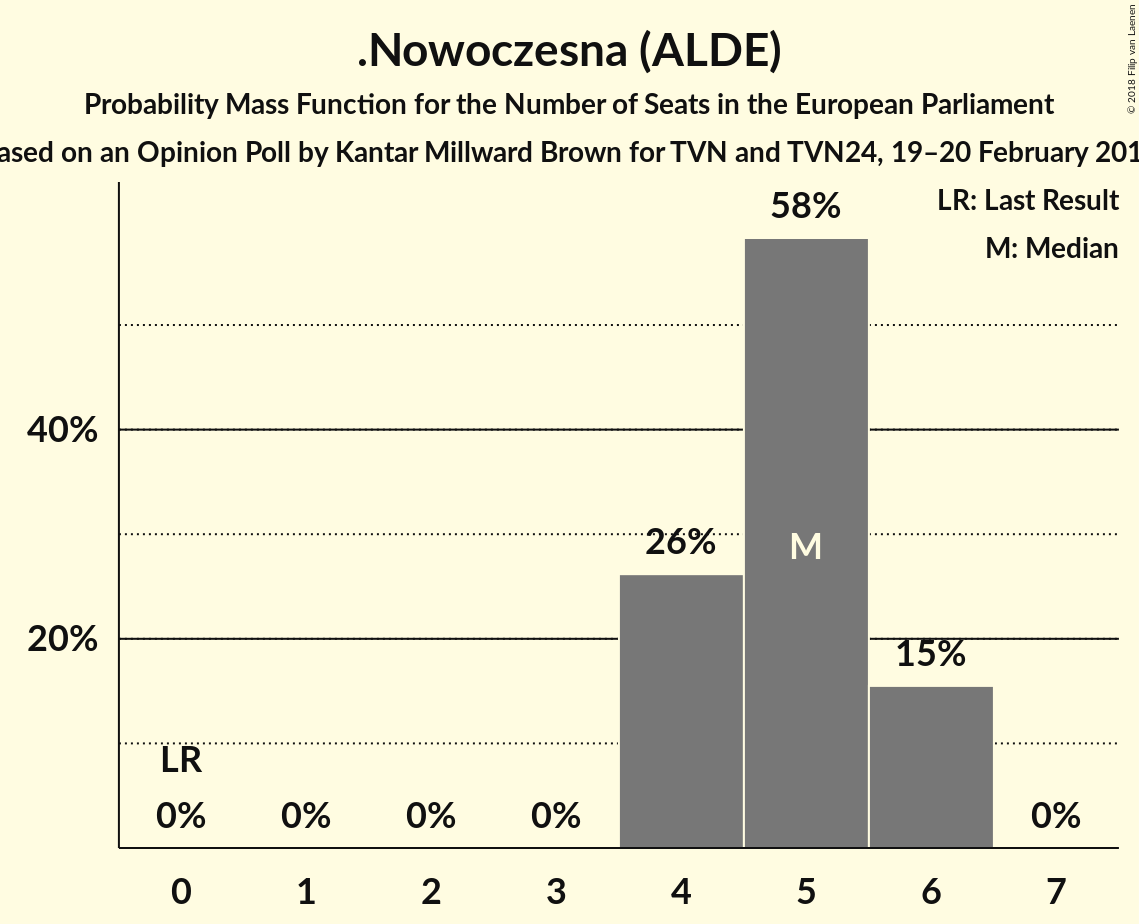 .Nowoczesna (ALDE)
Probability Mass Function for the Number of Seats in the European Parliament
ased on an Opinion Poll by Kantar Millward Brown for TVN and TVN24, 19–20 February 201
© 2018 Filip van Laenen
LR: Last Result
M: Median
58%
40%
26%
M
20%
15%
LR
0% 0% 0% 0% 0%
0 1 2 3 4 5 6 7